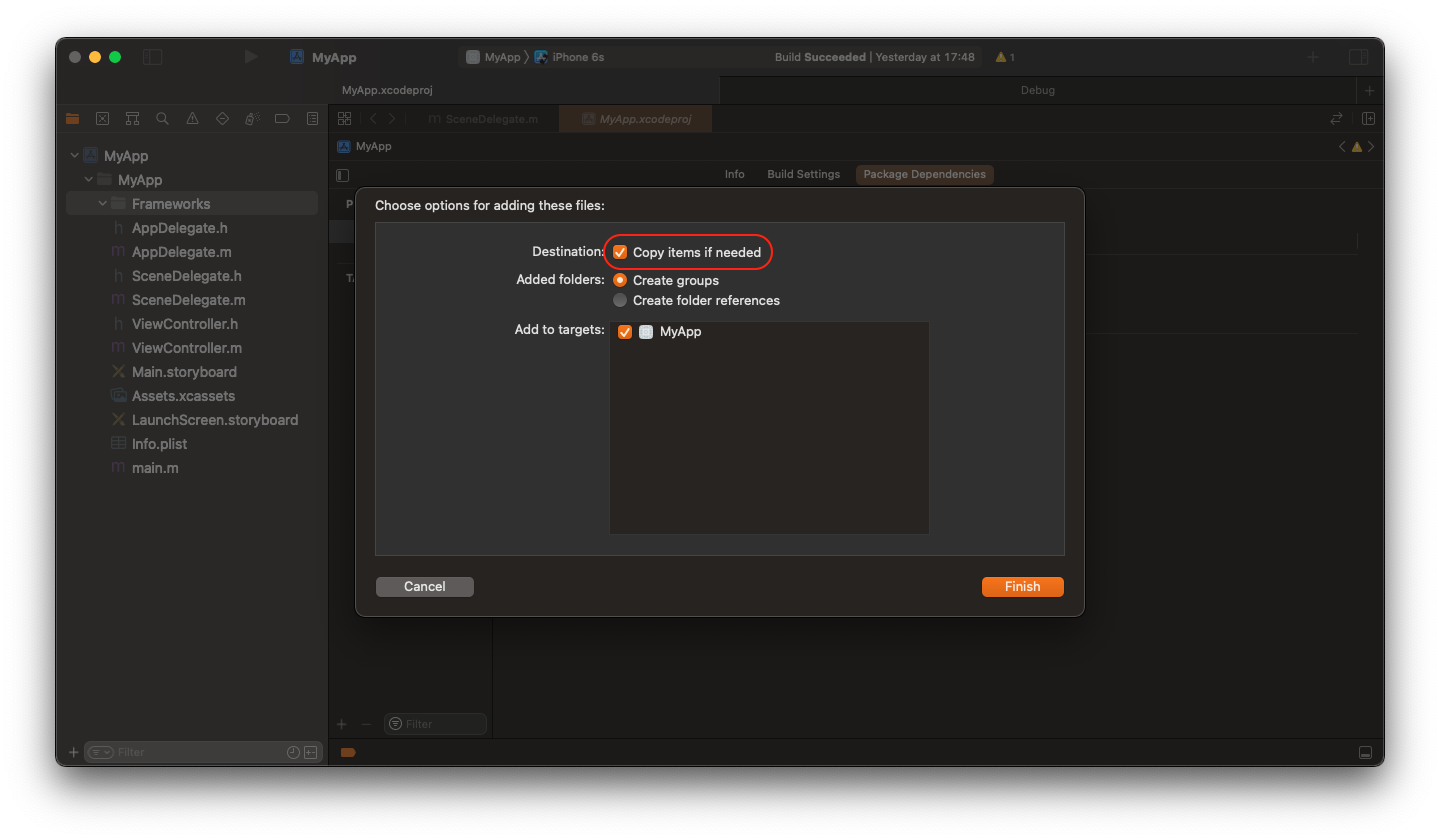 MyApp
MyApp 〉 iPhone 6s
Build Succeeded | Yesterday at 17:48
1
MyApp.xcodeproj
Debug
SceneDelegate.m
MyApp.xcodeproj
MyApp
Info
Build Settings
Package Dependencies
MyApp
MyApp
Frameworks
AppDelegate.h
AppDelegate.m
SceneDelegate.h
SceneDelegate.m
ViewController.h
ViewController.m
Main.storyboard
Assets.xcassets
LaunchScreen.storyboard
Info.plist
main.m
Choose options for adding these files:
Destination: Copy items if needed
Added folders: Create groups
Create folder references
Add to targets: MyApp
Cancel
Finish
Filter
Filter